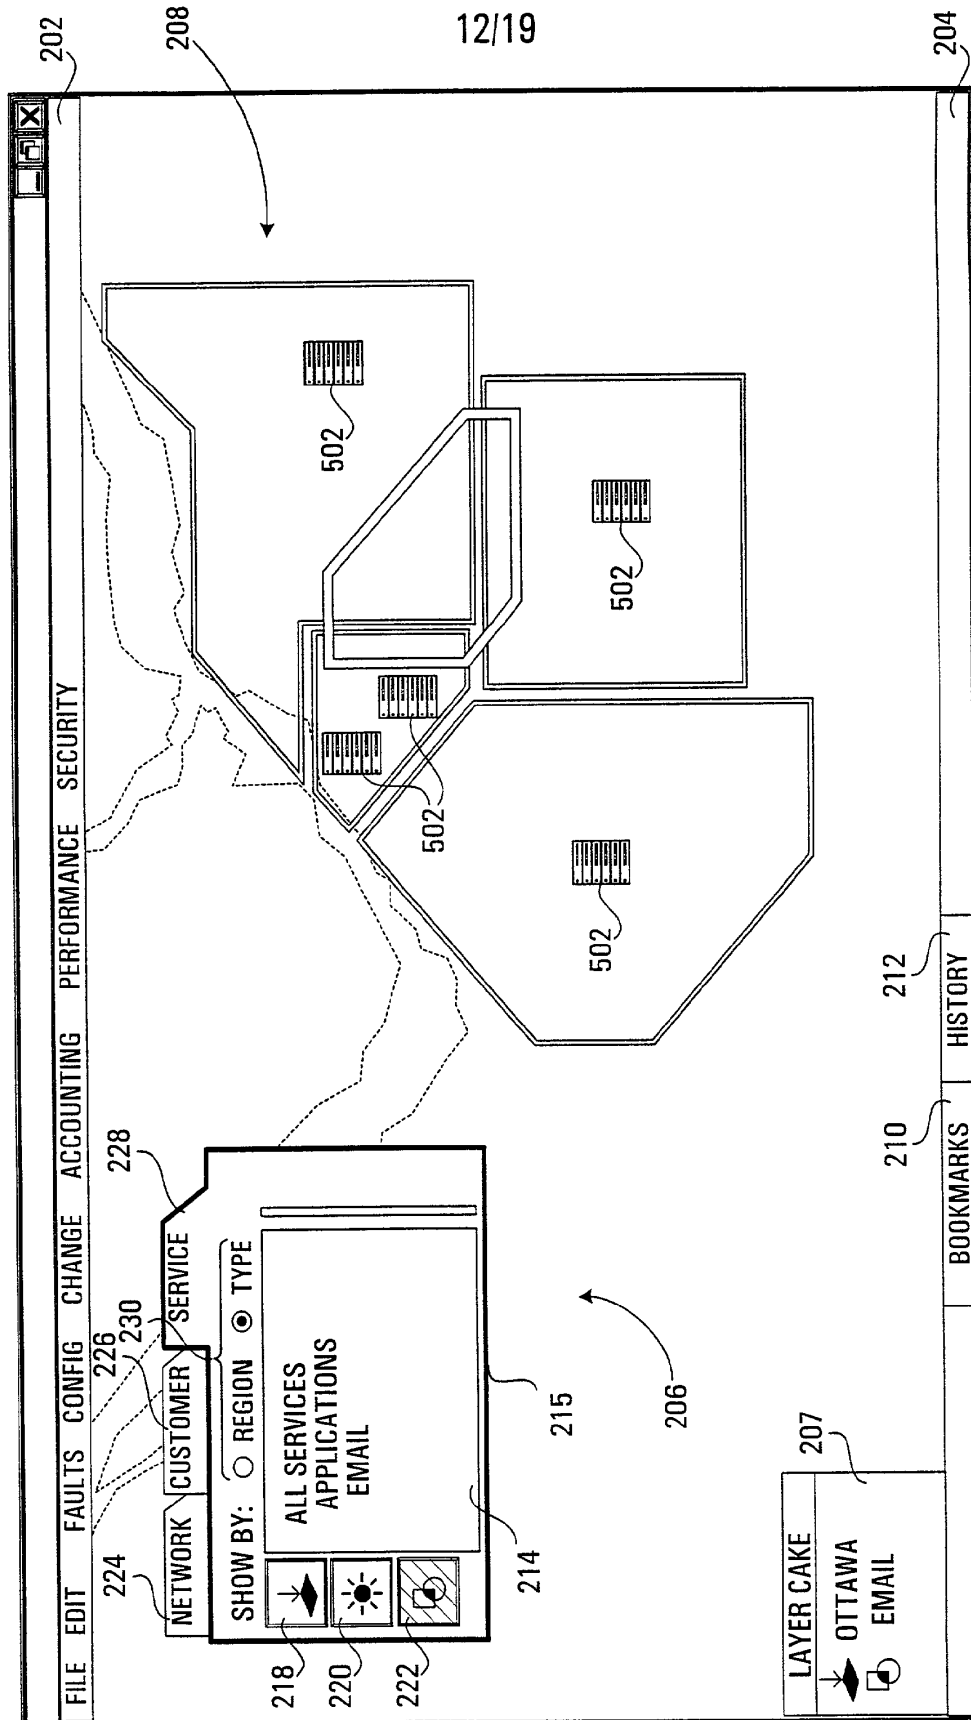 12/19
202
FILE EDIT FAULTS CONFIG CHANGE ACCOUNTING PERFORMANCE SECURITY
208
224
226
228
NETWORK CUSTOMER SERVICE
230
SHOW BY: REGION TYPE
218
220
222
ALL SERVICES
APPLICATIONS
EMAIL
214
215
206
502
502
502
502
207
LAYER CAKE
OTTAWA
EMAIL
210
212
204
BOOKMARKS HISTORY